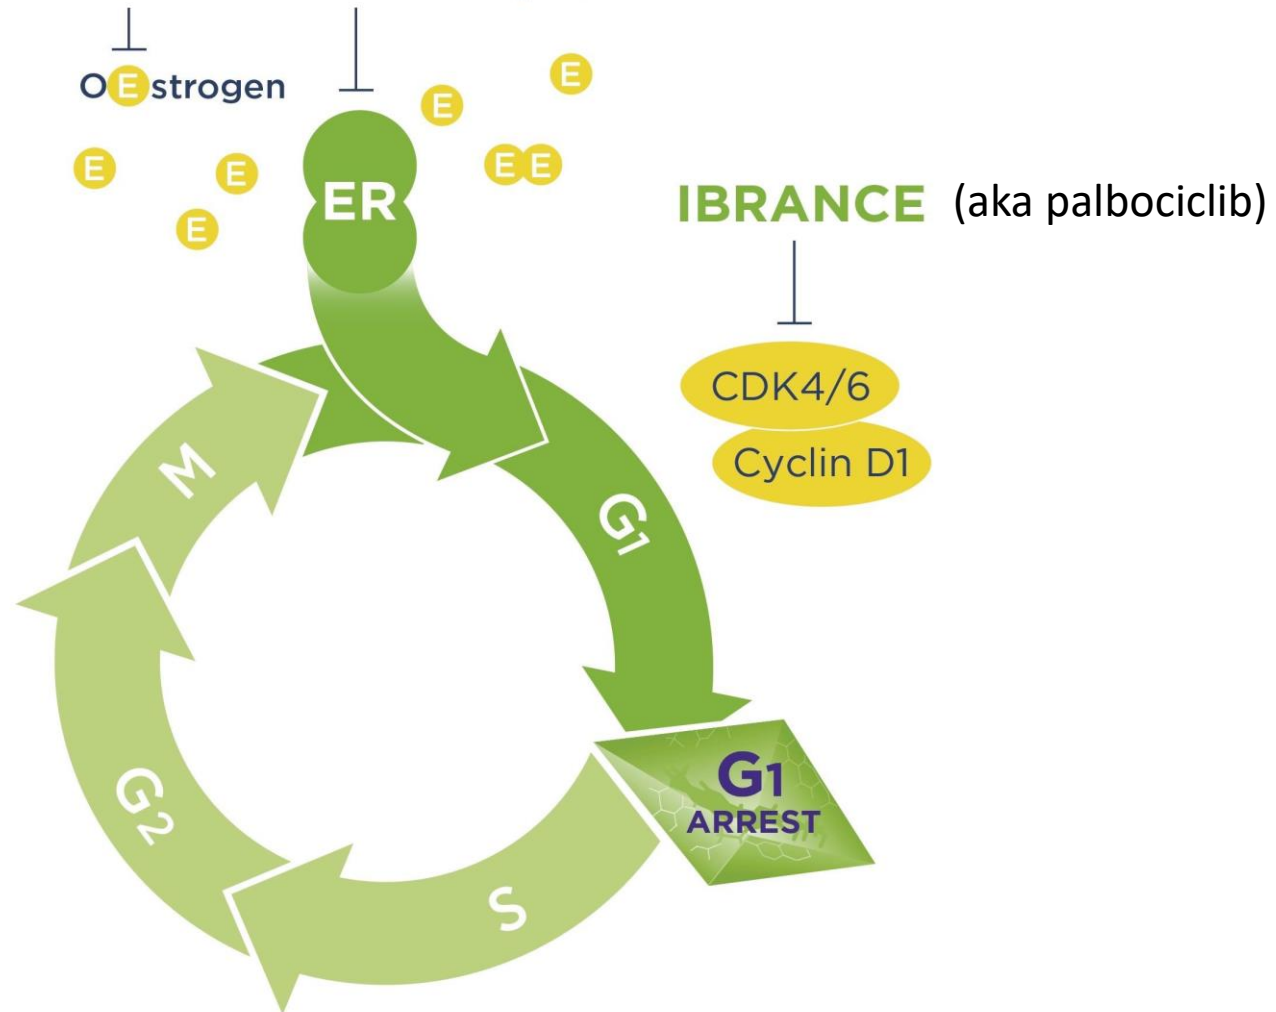 OEstrogen
E
E
E
E
E
EE
ER
IBRANCE (aka palbociclib)
CDK4/6
Cyclin D1
M
G1
G2
S
G1
ARREST